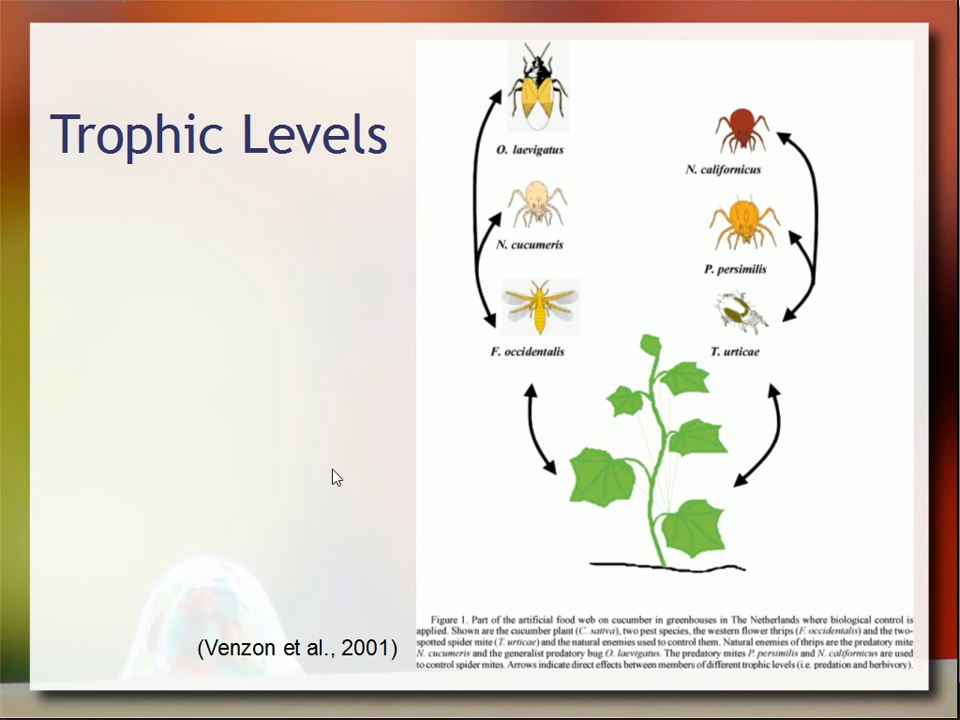 Trophic Levels
O. laevigatus
N. californicus
N. cucumeris
P. persimilis
F. occidentalis
T. urticae
Figure 1. Part of the artificial food web on cucumber in greenhouses in The Netherlands where biological control is
applied. Shown are the cucumber plant (C. sativa), two pest species, the western flower thrips (F. occidentalis) and the two-
spotted spider mite (T. urticae) and the natural enemies used to control them. Natural enemies of thrips are the predatory mite
N. cucumeris and the generalist predatory bug O. laevigatus. The predatory mites P. persimilis and N. californicus are used
to control spider mites. Arrows indicate direct effects between members of different trophic levels (i.e. predation and herbivory).
(Venzon et al., 2001)